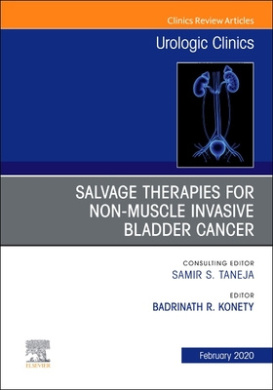 Clinics Review Articles
Urologic Clinics
SALVAGE THERAPIES FOR
NON-MUSCLE INVASIVE
BLADDER CANCER
CONSULTING EDITOR
SAMIR S. TANEJA
EDITOR
BADRINATH R. KONETY
ELSEVIER
February 2020